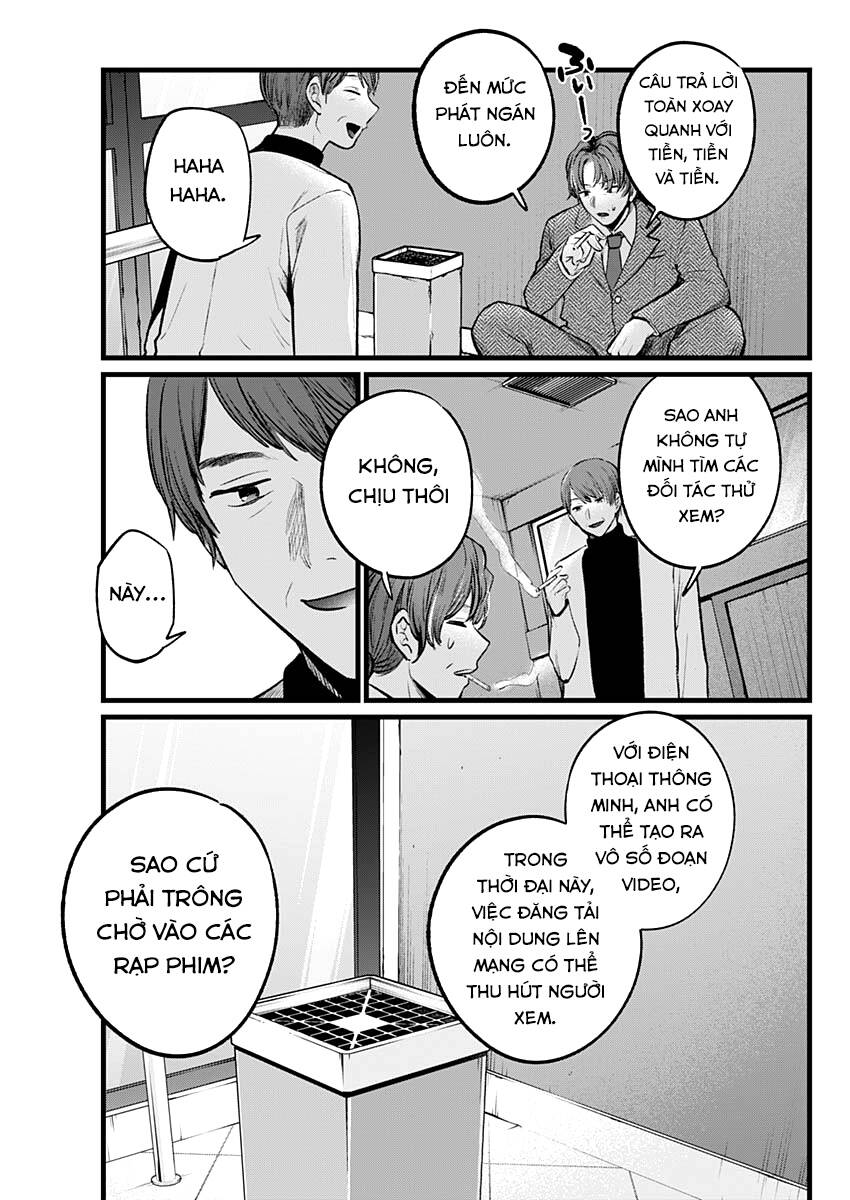 CÂU TRẢ LỜI
TOÀN XOAY
QUANH VỚI
TIỀN, TIỀN
VÀ TIỀN.
ふぃー
ĐẾN MỨC
PHÁT NGÁN
LUÔN.
HAHA
HAHA.
SAO ANH
KHÔNG TỰ
MÌNH TÌM CÁC
ĐỐI TÁC THỬ
XEM?
KHÔNG,
CHỊU THÔI
NÀY...
VỚI ĐIỆN
THOẠI THÔNG
MINH, ANH CÓ
THỂ TẠO RA
VÔ SỐ ĐOẠN
VIDEO,
TRONG
THỜI ĐẠI NÀY,
VIỆC ĐĂNG TẢI
NỘI DUNG LÊN
MẠNG CÓ THỂ
THU HÚT NGƯỜI
XEM.
SAO CỨ
PHẢI TRÔNG
CHỜ VÀO CÁC
RẠP PHIM?